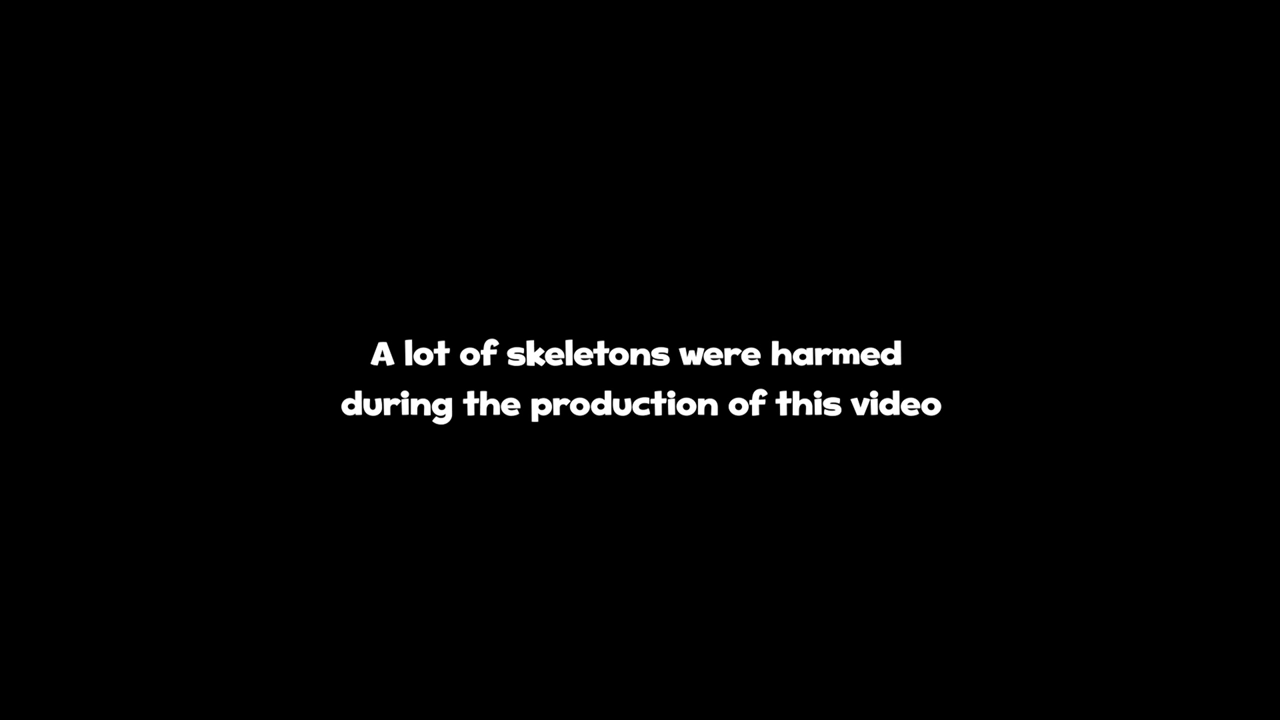 A lot of skeletons were harmed
during the production of this video